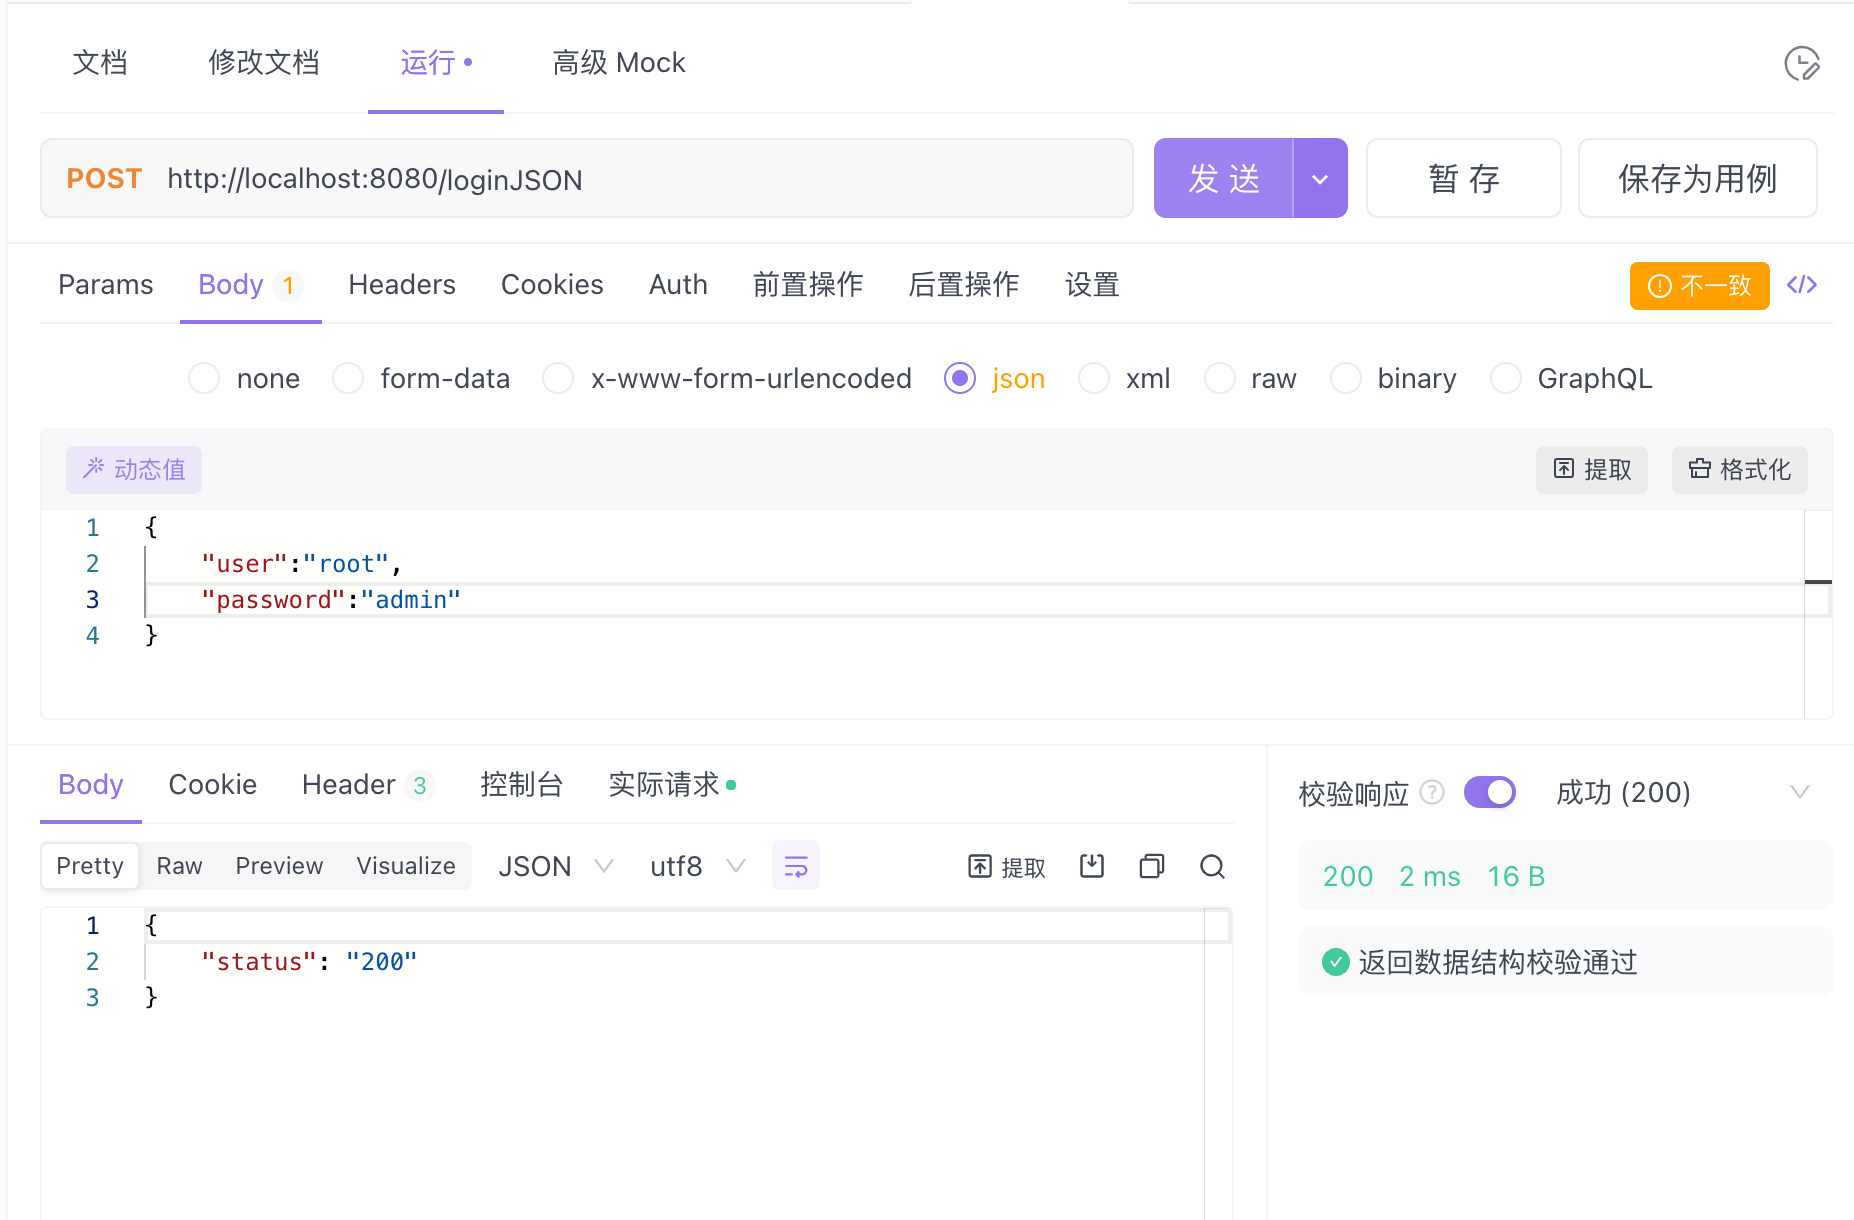 文档 修改文档 运行 高级 Mock
POST http://localhost:8080/loginJSON 发 送 暂 存 保存为用例
Params Body 1 Headers Cookies Auth 前置操作 后置操作 设置 不一致 </>
none form-data x-www-form-urlencoded json xml raw binary GraphQL
动态值 提取 格式化
1 {
2 "user":"root",
3 "password":"admin"
4 }
Body Cookie Header 3 控制台 实际请求
校验响应 ? 成功 (200)
Pretty Raw Preview Visualize JSON utf8 提取
200 2 ms 16 B
1 {
2 "status": "200"
3 }
返回数据结构校验通过